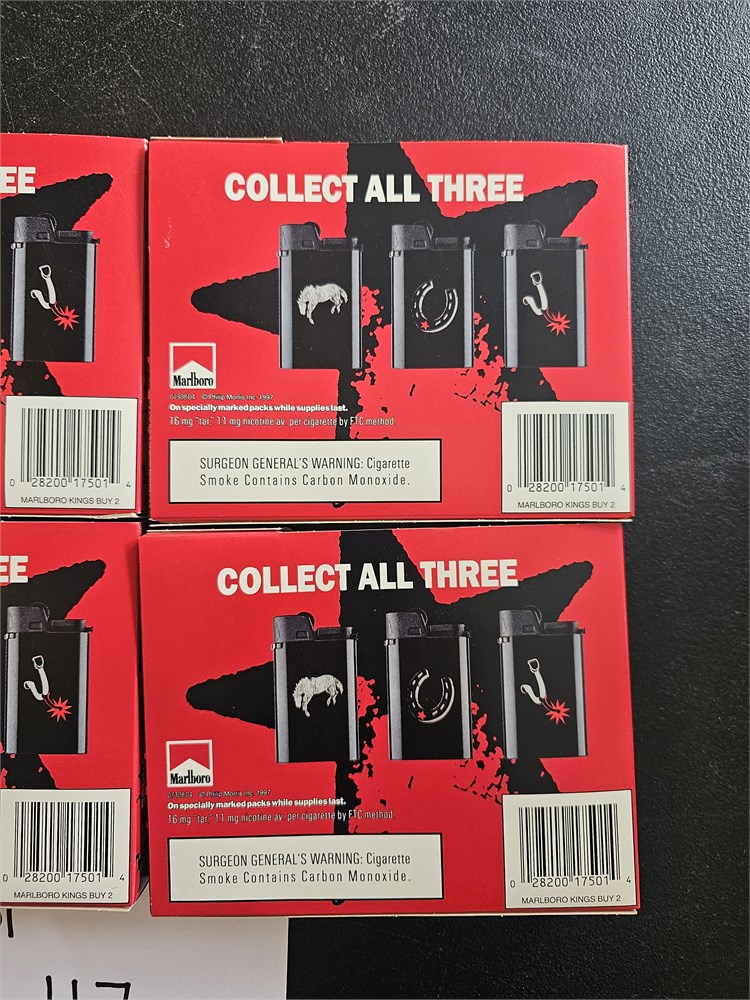 EE
COLLECT ALL THREE
Marlboro
0730804 © Philip Morris Inc. 1997
On specially marked packs while supplies last.
16 mg "tar," 1.1 mg nicotine av. per cigarette by FTC method.
SURGEON GENERAL'S WARNING: Cigarette
Smoke Contains Carbon Monoxide.
0 28200 17501 4
MARLBORO KINGS BUY 2
0 28200 17501 4
MARLBORO KINGS BUY 2
EE
COLLECT ALL THREE
Marlboro
0730804 © Philip Morris Inc. 1997
On specially marked packs while supplies last.
16 mg "tar," 1.1 mg nicotine av. per cigarette by FTC method.
SURGEON GENERAL'S WARNING: Cigarette
Smoke Contains Carbon Monoxide.
0 28200 17501 4
MARLBORO KINGS BUY 2
0 28200 17501 4
MARLBORO KINGS BUY 2